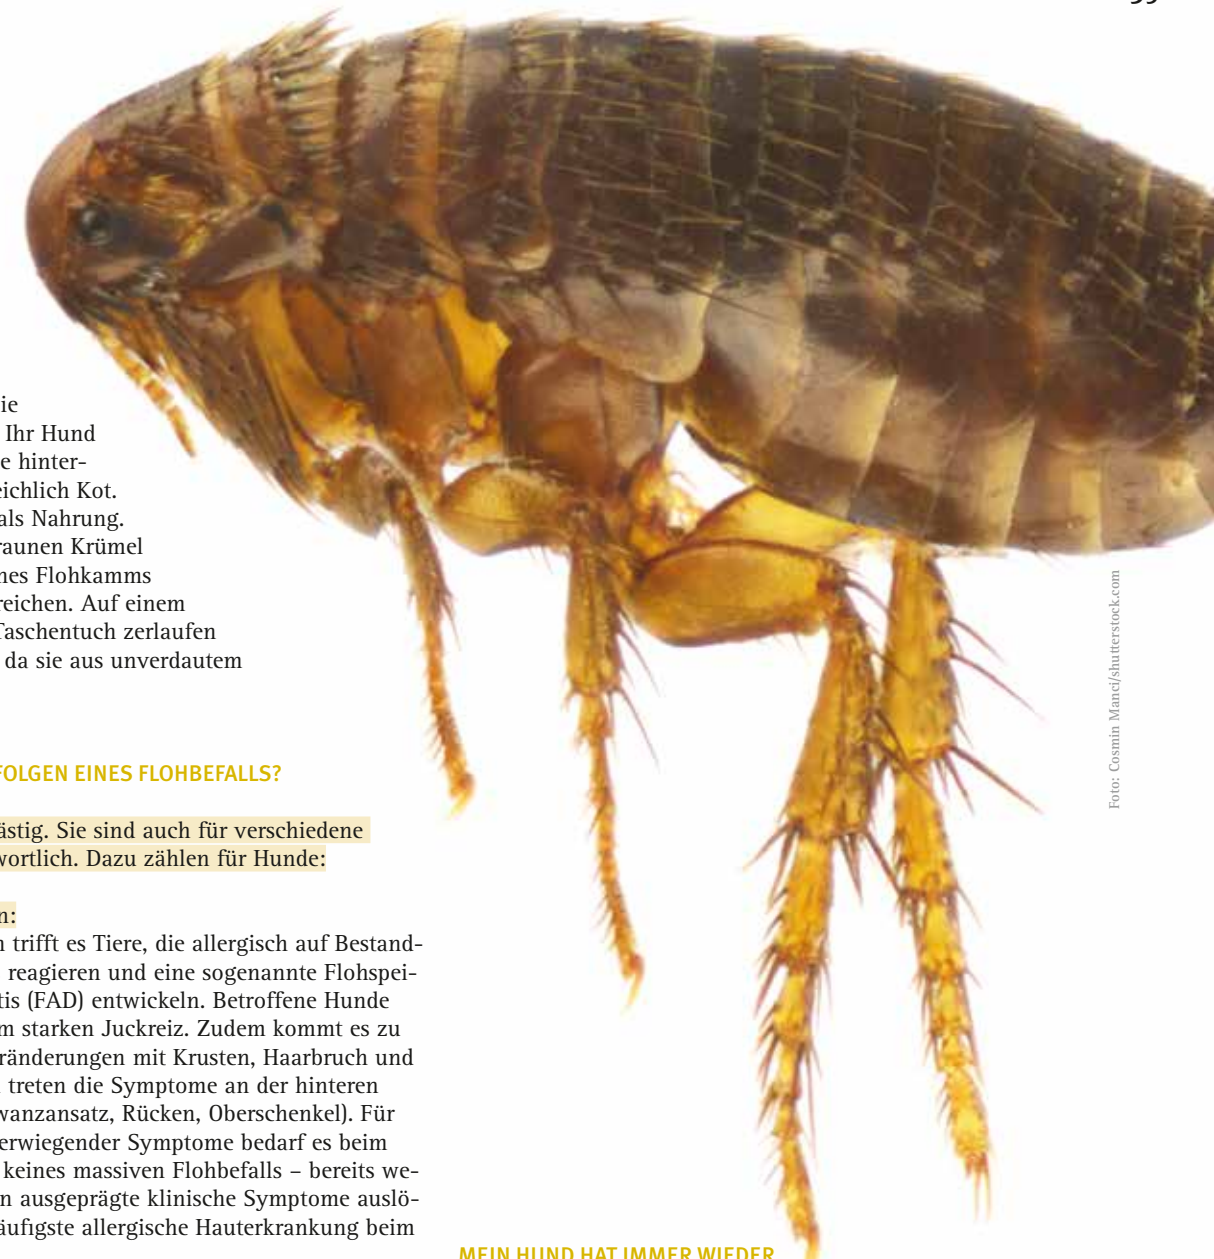 ie
Ihr Hund
e hinter-
eichlich Kot.
als Nahrung.
raunen Krümel
nes Flohkamms
reichen. Auf einem
Taschentuch zerlaufen
da sie aus unverdautem
FOLGEN EINES FLOHBEFALLS?
ästig. Sie sind auch für verschiedene
wortlich. Dazu zählen für Hunde:
n:
n trifft es Tiere, die allergisch auf Bestand-
reagieren und eine sogenannte Flohspei-
tis (FAD) entwickeln. Betroffene Hunde
m starken Juckreiz. Zudem kommt es zu
ränderungen mit Krusten, Haarbruch und
treten die Symptome an der hinteren
wanzansatz, Rücken, Oberschenkel). Für
erwiegender Symptome bedarf es beim
keines massiven Flohbefalls – bereits we-
n ausgeprägte klinische Symptome auslö-
äufigste allergische Hauterkrankung beim
MEIN HUND HAT IMMER WIEDER
Foto: Cosmin Manci/shutterstock.com